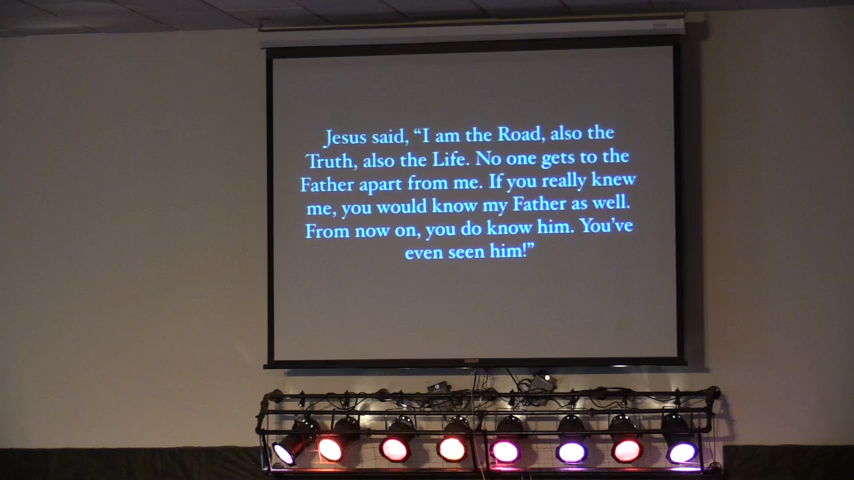 Jesus said, “I am the Road, also the
Truth, also the Life. No one gets to the
Father apart from me. If you really knew
me, you would know my Father as well.
From now on, you do know him. You’ve
even seen him!”